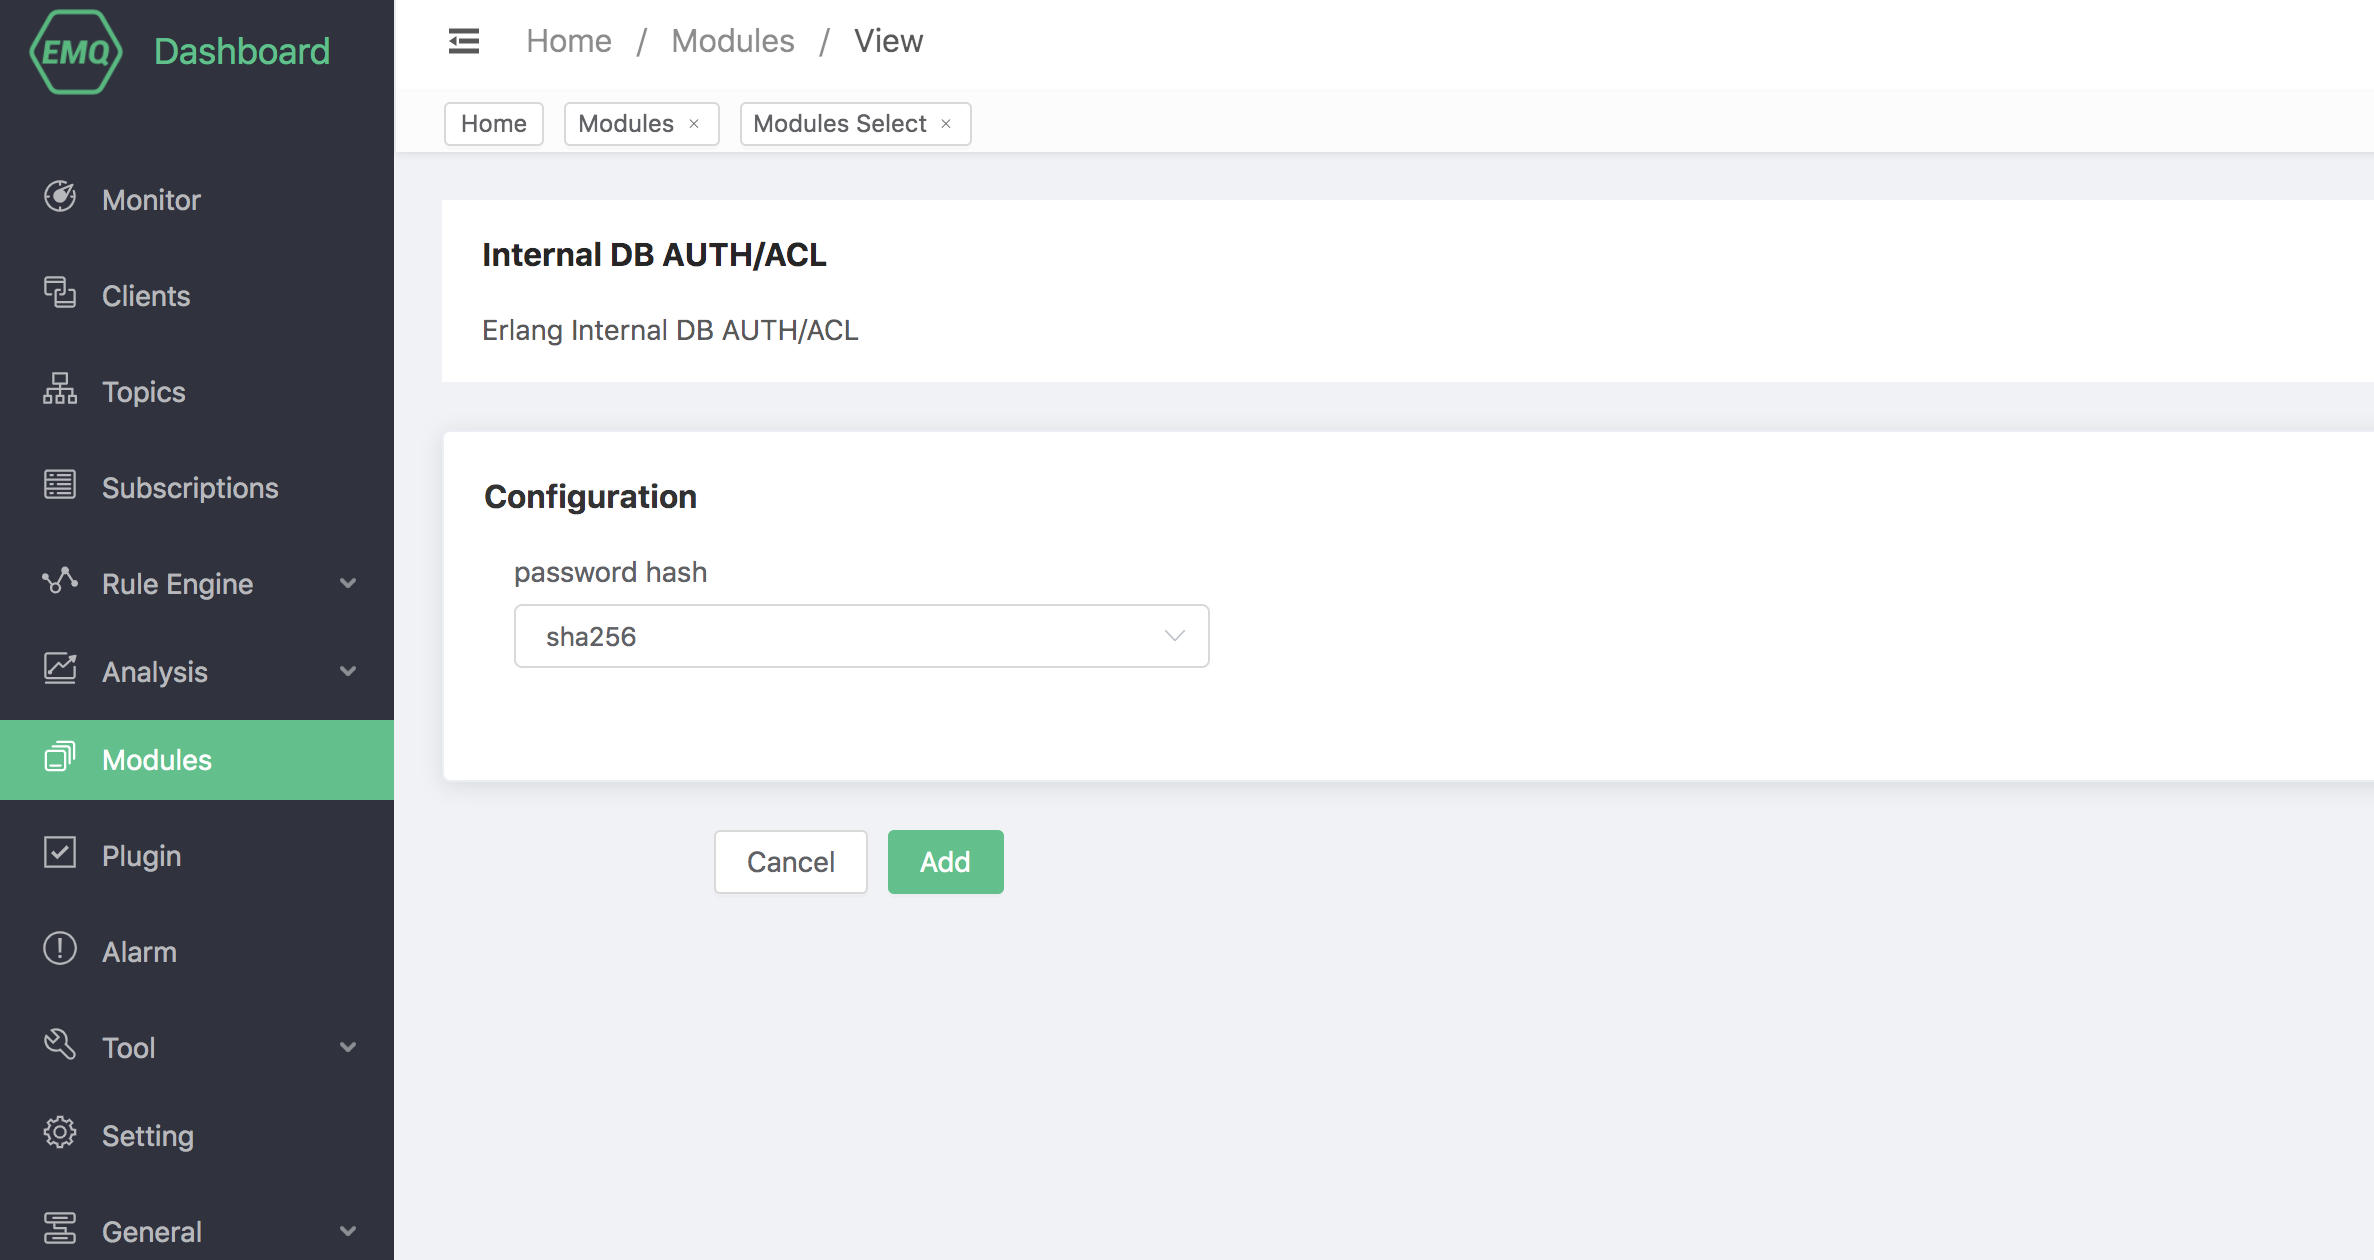 EMQ Dashboard
Home / Modules / View
Home Modules × Modules Select ×
Monitor
Clients
Topics
Subscriptions
Rule Engine
Analysis
Modules
Plugin
Alarm
Tool
Setting
General
Internal DB AUTH/ACL
Erlang Internal DB AUTH/ACL
Configuration
password hash
sha256
Cancel Add